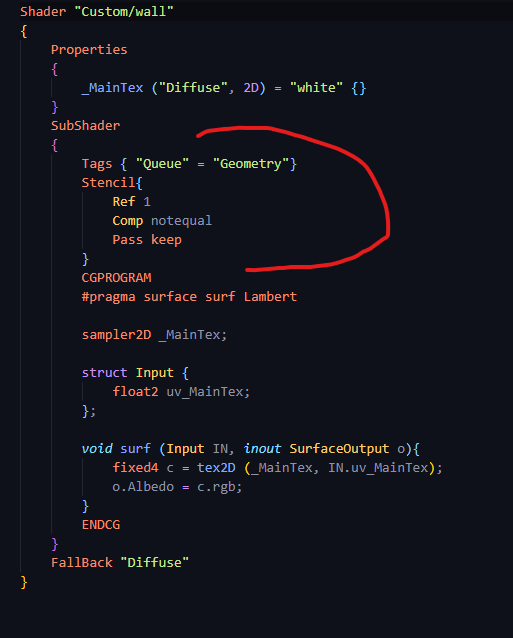 Shader "Custom/wall"
{
Properties
{
_MainTex ("Diffuse", 2D) = "white" {}
}
SubShader
{
Tags { "Queue" = "Geometry"}
Stencil{
Ref 1
Comp notequal
Pass keep
}
CGPROGRAM
#pragma surface surf Lambert
sampler2D _MainTex;
struct Input {
float2 uv_MainTex;
};
void surf (Input IN, inout SurfaceOutput o){
fixed4 c = tex2D (_MainTex, IN.uv_MainTex);
o.Albedo = c.rgb;
}
ENDCG
}
FallBack "Diffuse"
}